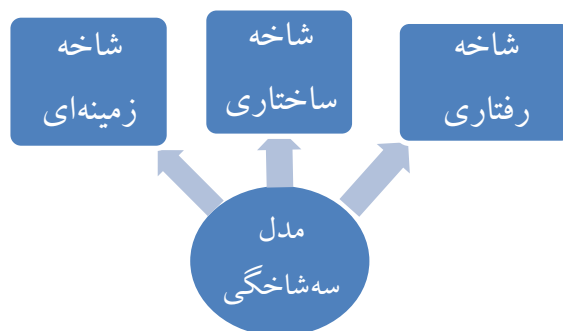 شاخه
رفتاری
شاخه
ساختاری
شاخه
زمینه‌ای
مدل
سه‌شاخگی